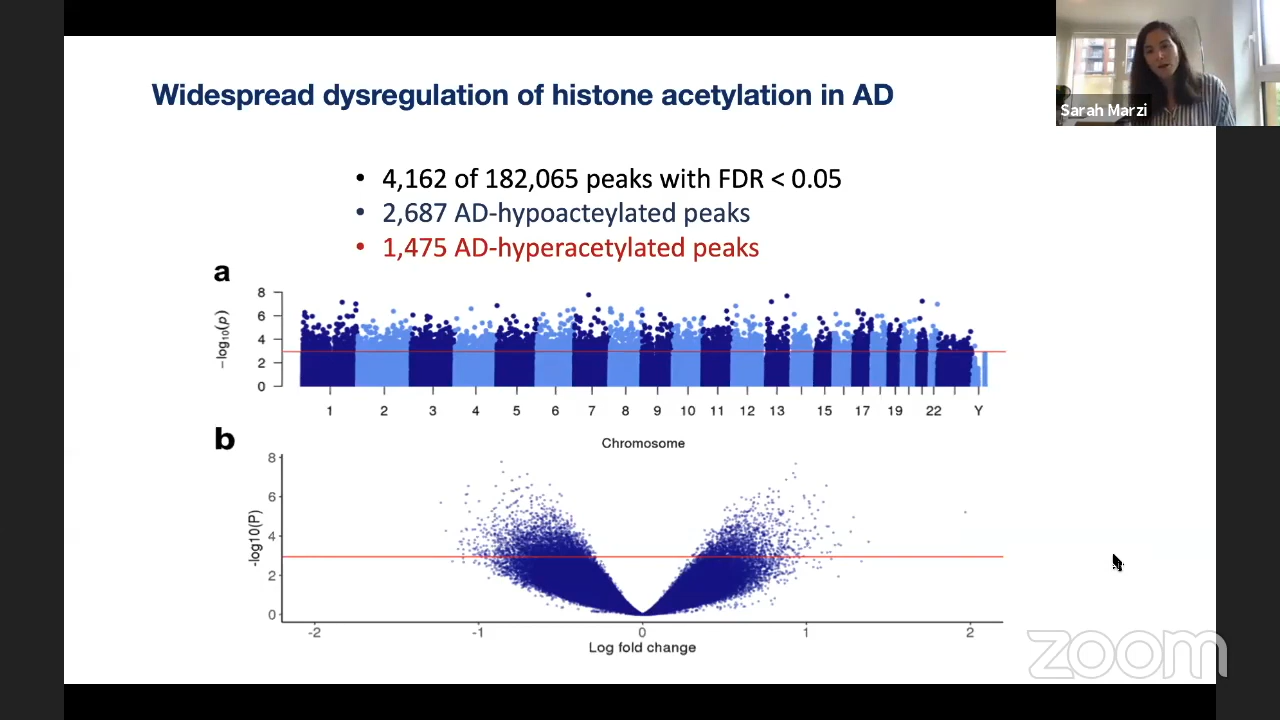 Sarah Marzi
Widespread dysregulation of histone acetylation in AD
• 4,162 of 182,065 peaks with FDR < 0.05
• 2,687 AD-hypoacteylated peaks
• 1,475 AD-hyperacetylated peaks
a
−log₁₀(p)
8
6
4
2
0
1 2 3 4 5 6 7 8 9 10 11 12 13 15 17 19 22 Y
Chromosome
b
-log10(P)
8
6
4
2
0
-2 -1 0 1 2
Log fold change
zoom